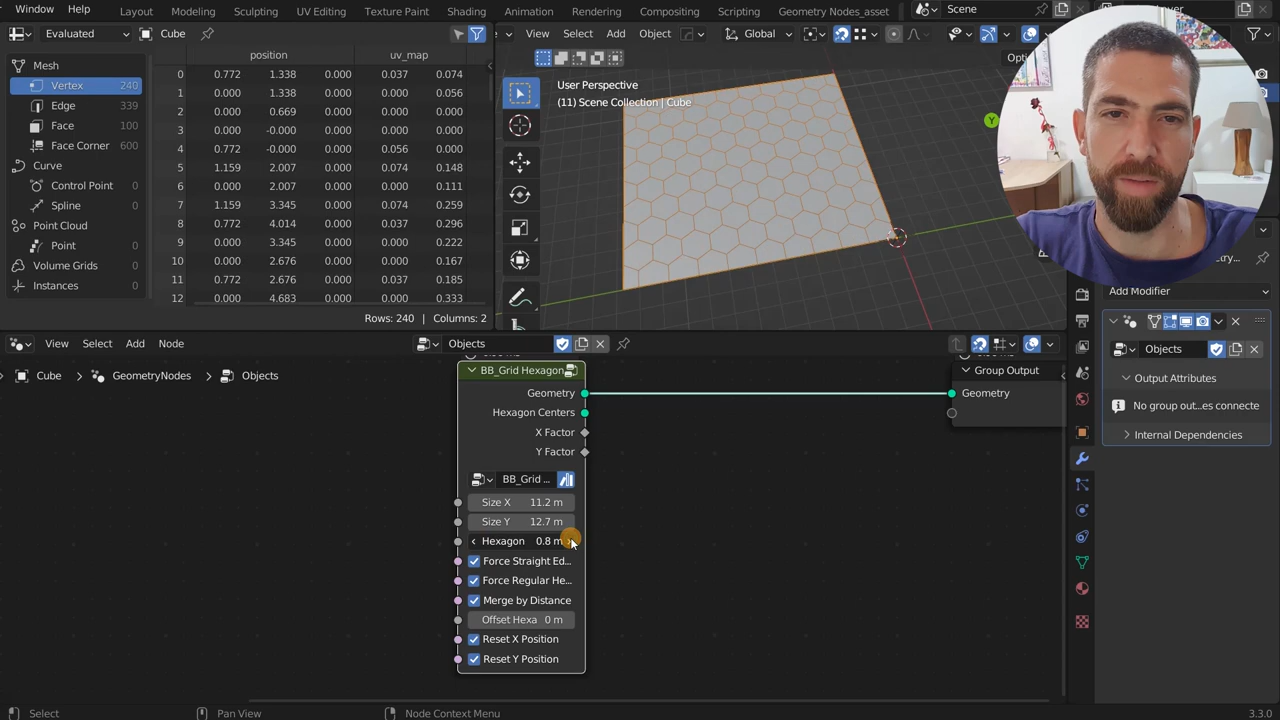 Window Help Layout Modeling Sculpting UV Editing Texture Paint Shading Animation Rendering Compositing Scripting Geometry Nodes_asset Scene
Evaluated Cube
View Select Add Object Global
position uv_map
Mesh
Vertex 240
Edge 339
Face 100
Face Corner 600
Curve
Control Point 0
Spline 0
Point Cloud
Point 0
Volume Grids
Instances 0
0 0.772 1.338 0.000 0.037 0.074
1 0.000 1.338 0.000 0.000 0.056
2 0.000 0.669 0.000 0.000 0.000
3 0.000 -0.000 0.000 0.000 0.000
4 0.772 -0.000 0.000 0.056 0.000
5 1.159 2.007 0.000 0.074 0.148
6 0.000 2.007 0.000 0.000 0.111
7 1.159 3.345 0.000 0.074 0.259
8 0.772 4.014 0.000 0.037 0.296
9 0.000 3.345 0.000 0.000 0.222
10 0.000 2.676 0.000 0.000 0.167
11 0.772 2.676 0.000 0.037 0.185
12 0.000 4.683 0.000 0.000 0.333
Rows: 240 | Columns: 2
User Perspective
(11) Scene Collection | Cube
Y
Add Modifier
Objects
Output Attributes
No group out...es connecte
Internal Dependencies
View Select Add Node Objects
Cube GeometryNodes Objects
BB_Grid Hexagon
Geometry
Hexagon Centers
X Factor
Y Factor
BB_Grid ...
Size X 11.2 m
Size Y 12.7 m
Hexagon 0.8 m
Force Straight Ed...
Force Regular He...
Merge by Distance
Offset Hexa 0 m
Reset X Position
Reset Y Position
Group Output
Geometry
Select Pan View Node Context Menu 3.3.0